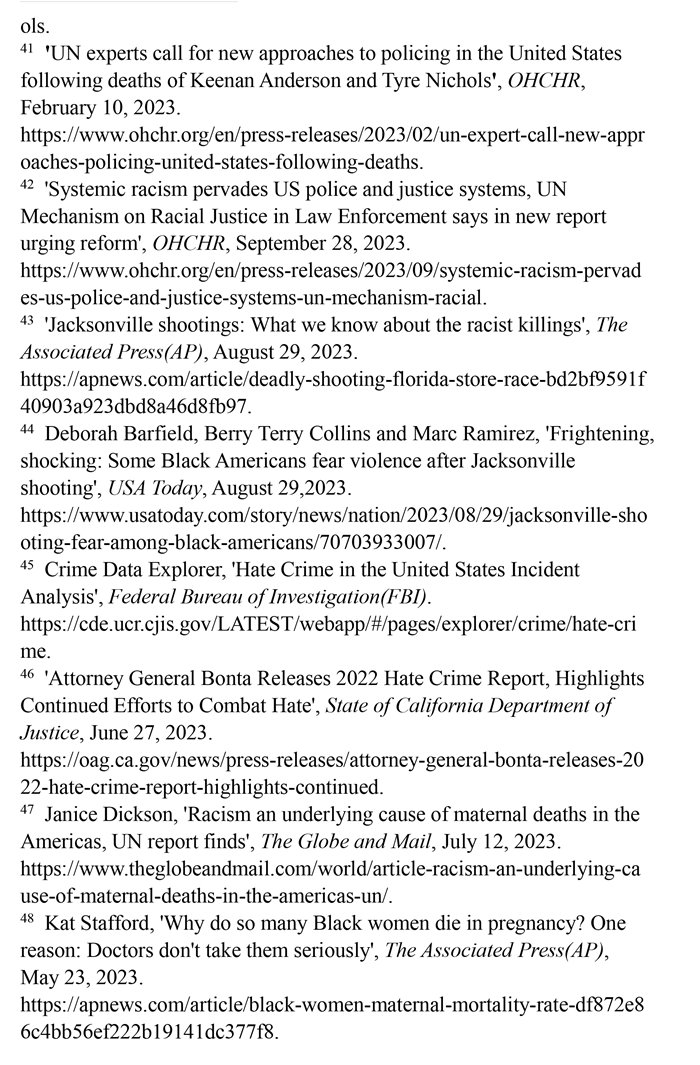 ols.
41 'UN experts call for new approaches to policing in the United States
following deaths of Keenan Anderson and Tyre Nichols', OHCHR,
February 10, 2023.
https://www.ohchr.org/en/press-releases/2023/02/un-expert-call-new-appr
oaches-policing-united-states-following-deaths.
42 'Systemic racism pervades US police and justice systems, UN
Mechanism on Racial Justice in Law Enforcement says in new report
urging reform', OHCHR, September 28, 2023.
https://www.ohchr.org/en/press-releases/2023/09/systemic-racism-pervad
es-us-police-and-justice-systems-un-mechanism-racial.
43 'Jacksonville shootings: What we know about the racist killings', The
Associated Press(AP), August 29, 2023.
https://apnews.com/article/deadly-shooting-florida-store-race-bd2bf9591f
40903a923dbd8a46d8fb97.
44 Deborah Barfield, Berry Terry Collins and Marc Ramirez, 'Frightening,
shocking: Some Black Americans fear violence after Jacksonville
shooting', USA Today, August 29,2023.
https://www.usatoday.com/story/news/nation/2023/08/29/jacksonville-sho
oting-fear-among-black-americans/70703933007/.
45 Crime Data Explorer, 'Hate Crime in the United States Incident
Analysis', Federal Bureau of Investigation(FBI).
https://cde.ucr.cjis.gov/LATEST/webapp/#/pages/explorer/crime/hate-cri
me.
46 'Attorney General Bonta Releases 2022 Hate Crime Report, Highlights
Continued Efforts to Combat Hate', State of California Department of
Justice, June 27, 2023.
https://oag.ca.gov/news/press-releases/attorney-general-bonta-releases-20
22-hate-crime-report-highlights-continued.
47 Janice Dickson, 'Racism an underlying cause of maternal deaths in the
Americas, UN report finds', The Globe and Mail, July 12, 2023.
https://www.theglobeandmail.com/world/article-racism-an-underlying-ca
use-of-maternal-deaths-in-the-americas-un/.
48 Kat Stafford, 'Why do so many Black women die in pregnancy? One
reason: Doctors don't take them seriously', The Associated Press(AP),
May 23, 2023.
https://apnews.com/article/black-women-maternal-mortality-rate-df872e8
6c4bb56ef222b19141dc377f8.